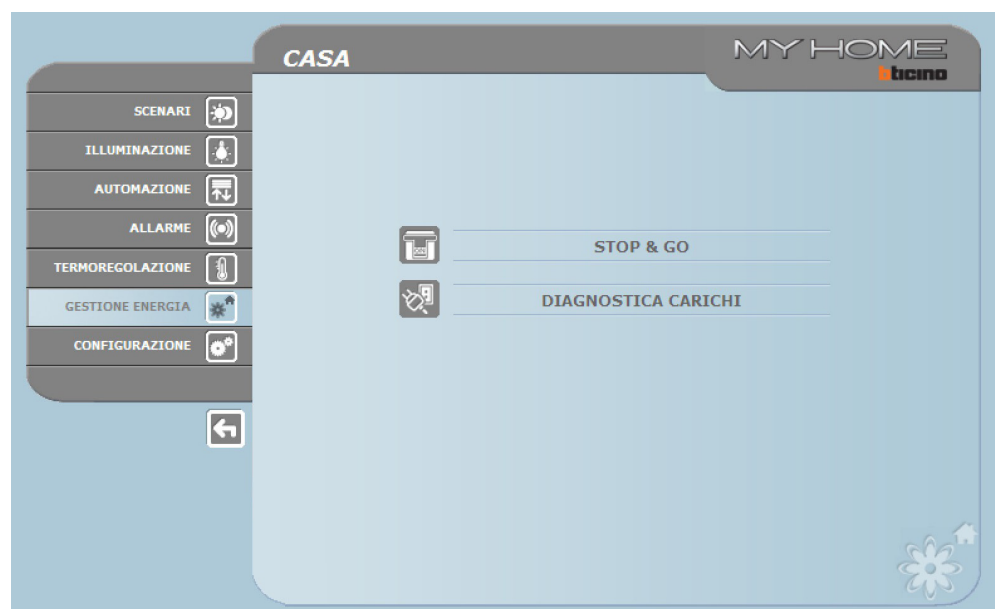 CASA
MY HOME
bticino
SCENARI
ILLUMINAZIONE
AUTOMAZIONE
ALLARME
TERMOREGOLAZIONE
GESTIONE ENERGIA
CONFIGURAZIONE
STOP & GO
DIAGNOSTICA CARICHI